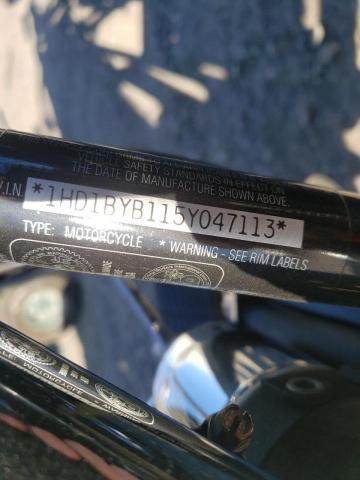 SAFETY STANDARDS IN EFFECT ON
THE DATE OF MANUFACTURE SHOWN ABOVE.
V.I.N. *1HD1BYB115Y047113*
TYPE: MOTORCYCLE * WARNING - SEE RIM LABELS